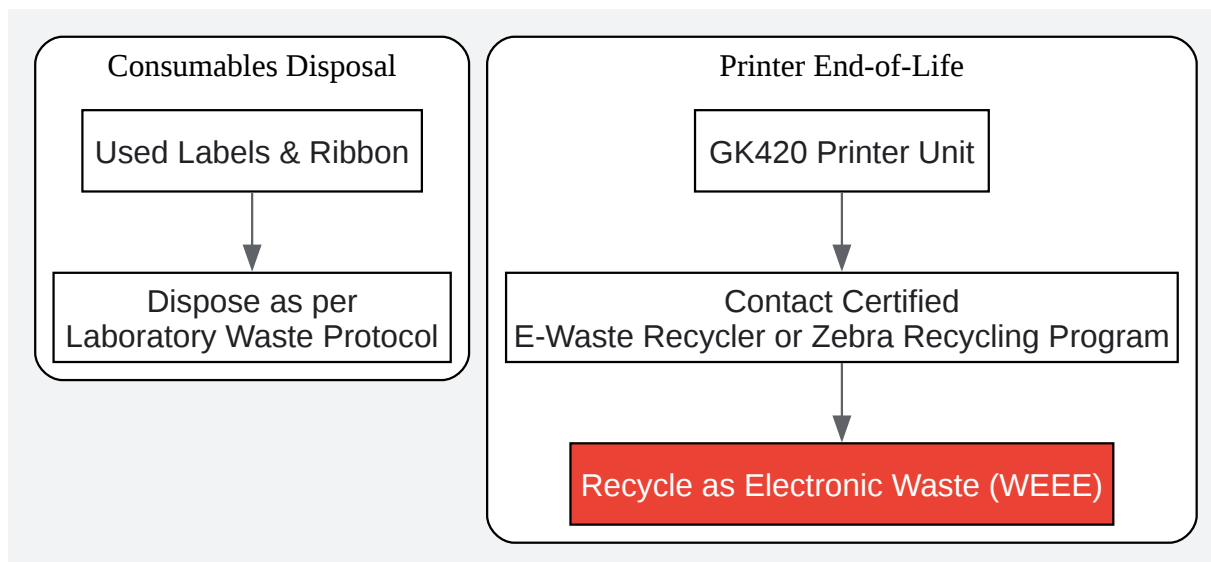 Consumables Disposal
Used Labels & Ribbon
Dispose as per
Laboratory Waste Protocol
Printer End-of-Life
GK420 Printer Unit
Contact Certified
E-Waste Recycler or Zebra Recycling Program
Recycle as Electronic Waste (WEEE)